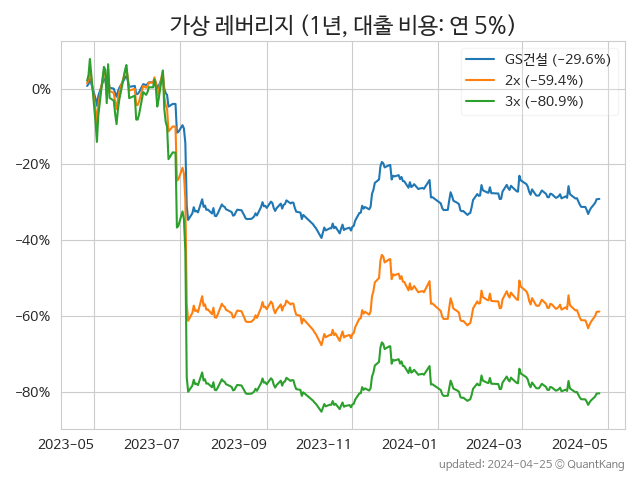 가상 레버리지 (1년, 대출 비용: 연 5%)
GS건설 (−29.6%)
2x (−59.4%)
3x (−80.9%)
0%
−20%
−40%
−60%
−80%
2023-05 2023-07 2023-09 2023-11 2024-01 2024-03 2024-05
updated: 2024-04-25 © QuantKang